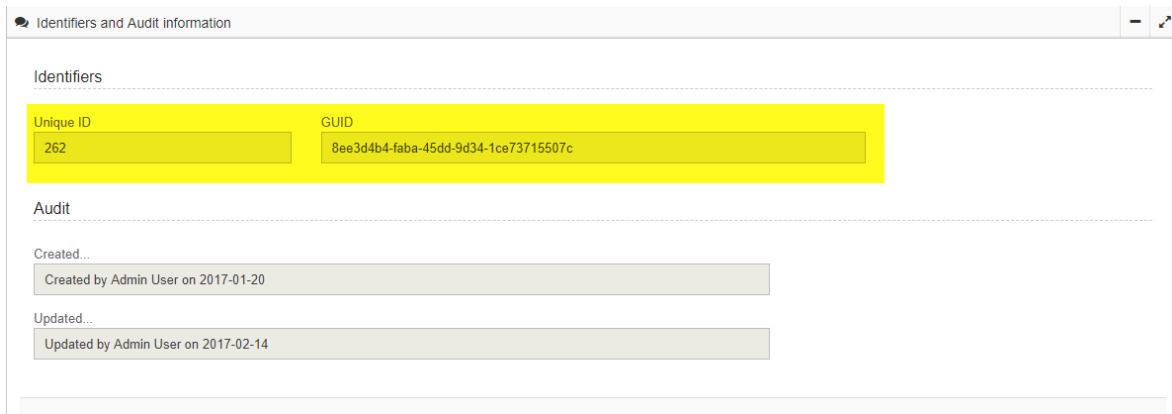 Identifiers and Audit information
Identifiers
Unique ID GUID
262 8ee3d4b4-faba-45dd-9d34-1ce73715507c
Audit
Created...
Created by Admin User on 2017-01-20
Updated...
Updated by Admin User on 2017-02-14